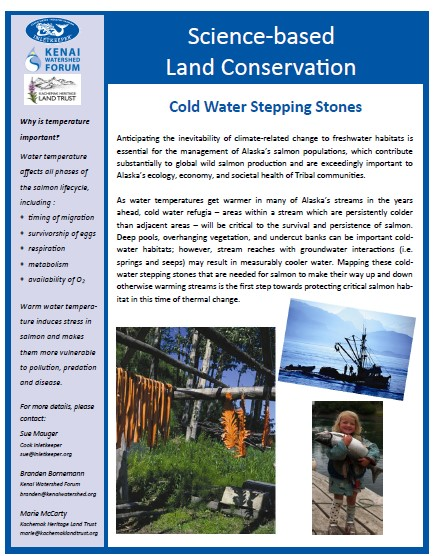 INLETKEEPER
KENAI
WATERSHED
FORUM
KACHEMAK HERITAGE
LAND TRUST
Why is temperature
important?
Water temperature
affects all phases of
the salmon lifecycle,
including :
♦ timing of migration
♦ survivorship of eggs
♦ respiration
♦ metabolism
♦ availability of O2
Warm water tempera-
ture induces stress in
salmon and makes
them more vulnerable
to pollution, predation
and disease.
For more details, please
contact:
Sue Mauger
Cook Inletkeeper
sue@inletkeeper.org
Branden Bornemann
Kenai Watershed Forum
branden@kenaiwatershed.org
Marie McCarty
Kachemak Heritage Land Trust
marie@kachemaklandtrust.org
Science-based
Land Conservation
Cold Water Stepping Stones
Anticipating the inevitability of climate-related change to freshwater habitats is
essential for the management of Alaska's salmon populations, which contribute
substantially to global wild salmon production and are exceedingly important to
Alaska's ecology, economy, and societal health of Tribal communities.
As water temperatures get warmer in many of Alaska's streams in the years
ahead, cold water refugia – areas within a stream which are persistently colder
than adjacent areas – will be critical to the survival and persistence of salmon.
Deep pools, overhanging vegetation, and undercut banks can be important cold-
water habitats; however, stream reaches with groundwater interactions (i.e.
springs and seeps) may result in measurably cooler water. Mapping these cold-
water stepping stones that are needed for salmon to make their way up and down
otherwise warming streams is the first step towards protecting critical salmon hab-
itat in this time of thermal change.